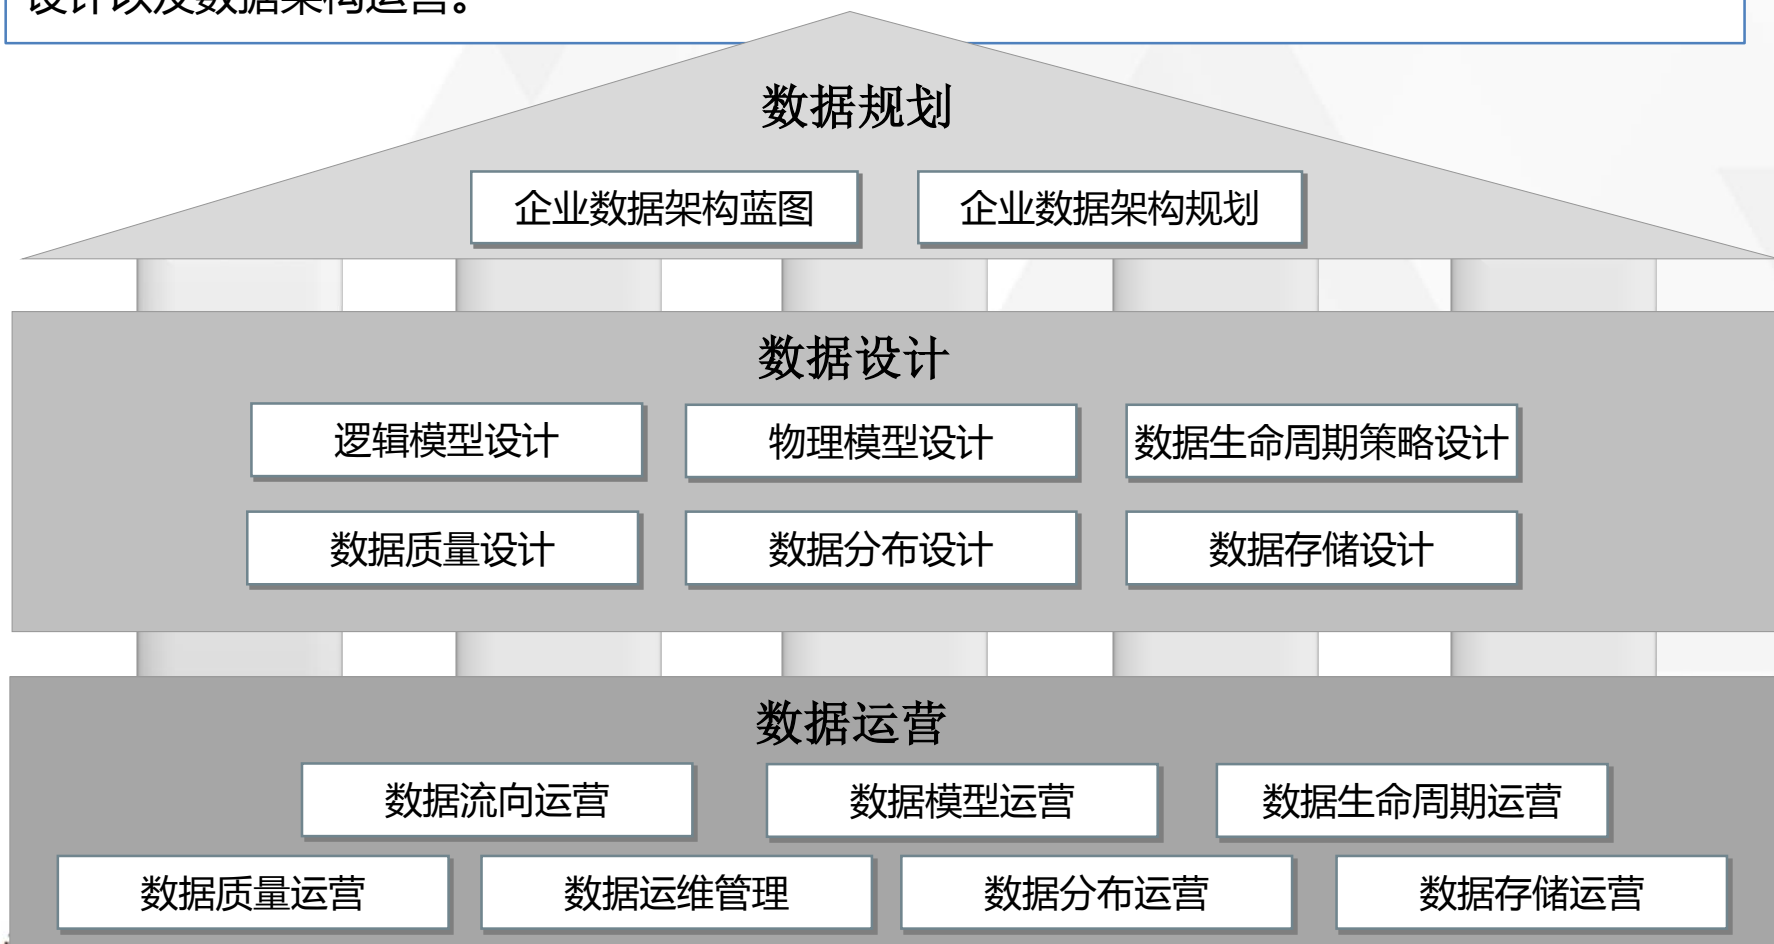 设计以及数据架构运营。
数据规划
企业数据架构蓝图 企业数据架构规划
数据设计
逻辑模型设计 物理模型设计 数据生命周期策略设计
数据质量设计 数据分布设计 数据存储设计
数据运营
数据流向运营 数据模型运营 数据生命周期运营
数据质量运营 数据运维管理 数据分布运营 数据存储运营